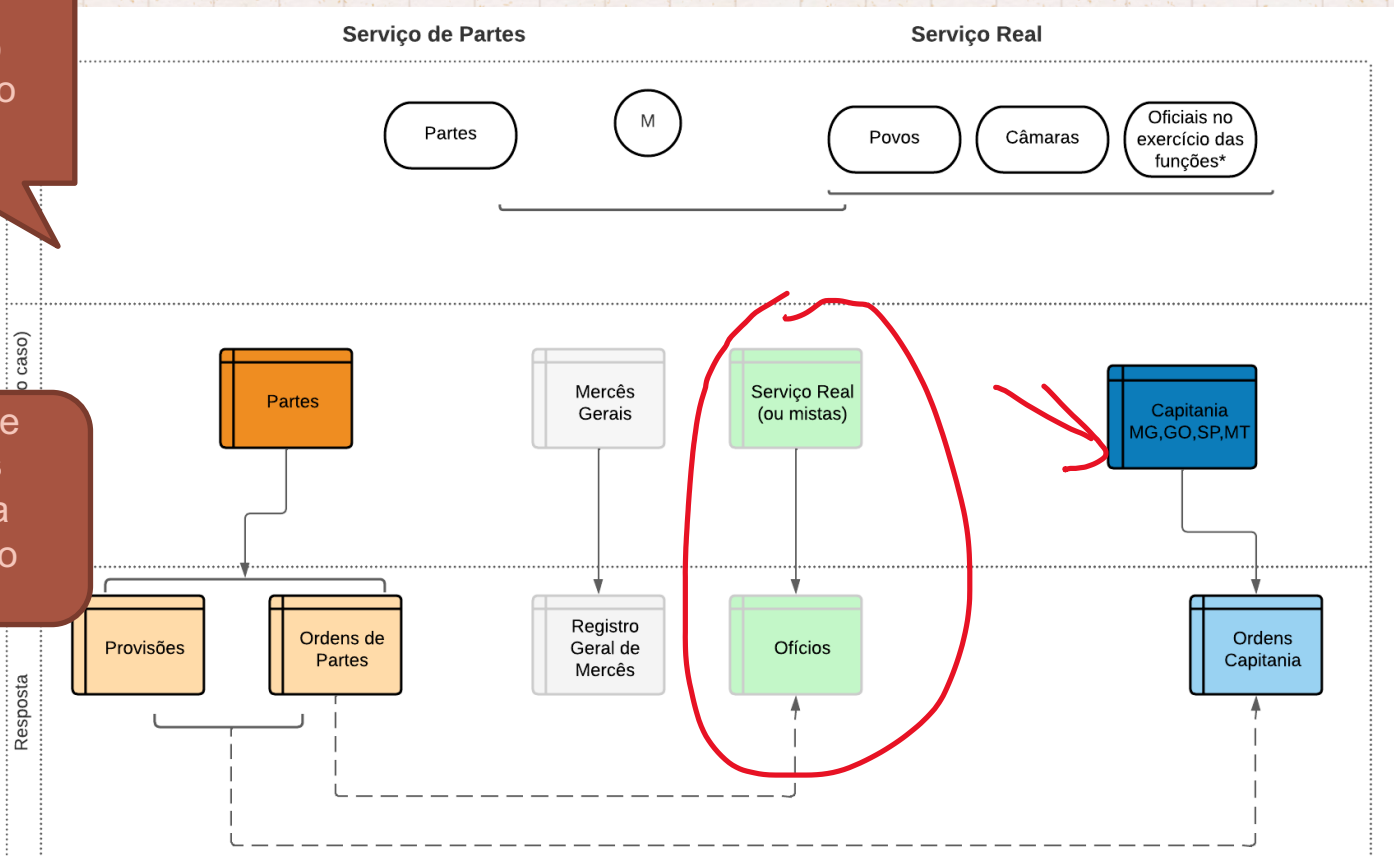 Serviço de Partes
Serviço Real
o
Partes
M
Povos
Câmaras
Oficiais no
exercício das
funções*
o caso)
Partes
Mercês
Gerais
Serviço Real
(ou mistas)
Capitania
MG,GO,SP,MT
e
a
o
Provisões
Ordens de
Partes
Registro
Geral de
Mercês
Ofícios
Ordens
Capitania
Resposta